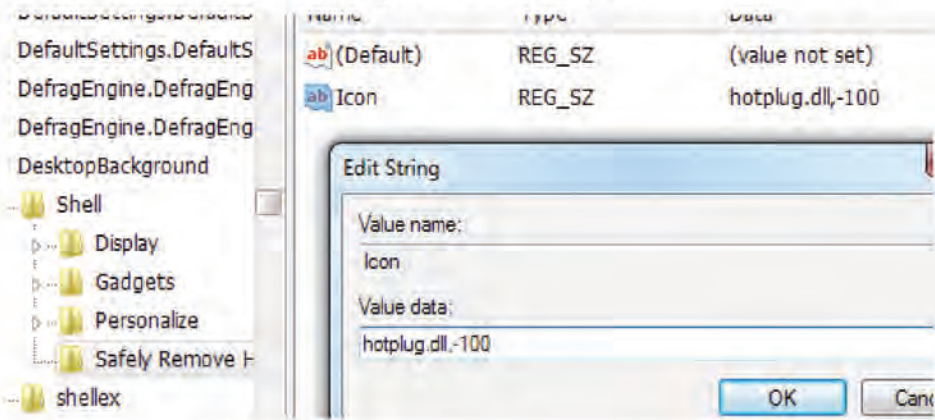 Name Type Data
DefaultSettings.DefaultS
DefragEngine.DefragEng
DefragEngine.DefragEng
DesktopBackground
Shell
Display
Gadgets
Personalize
Safely Remove H
shellex
ab (Default) REG_SZ (value not set)
ab Icon REG_SZ hotplug.dll,-100
Edit String
Value name:
Icon
Value data:
hotplug.dll,-100
OK Canc